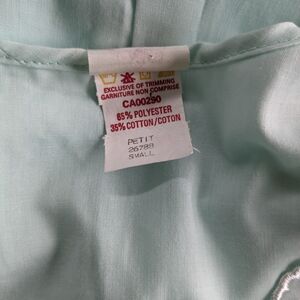 EXCLUSIVE OF TRIMMING
GARNITURE NON COMPRISE
CA00290
65% POLYESTER
35% COTTON/COTON
PETIT
26788
SMALL